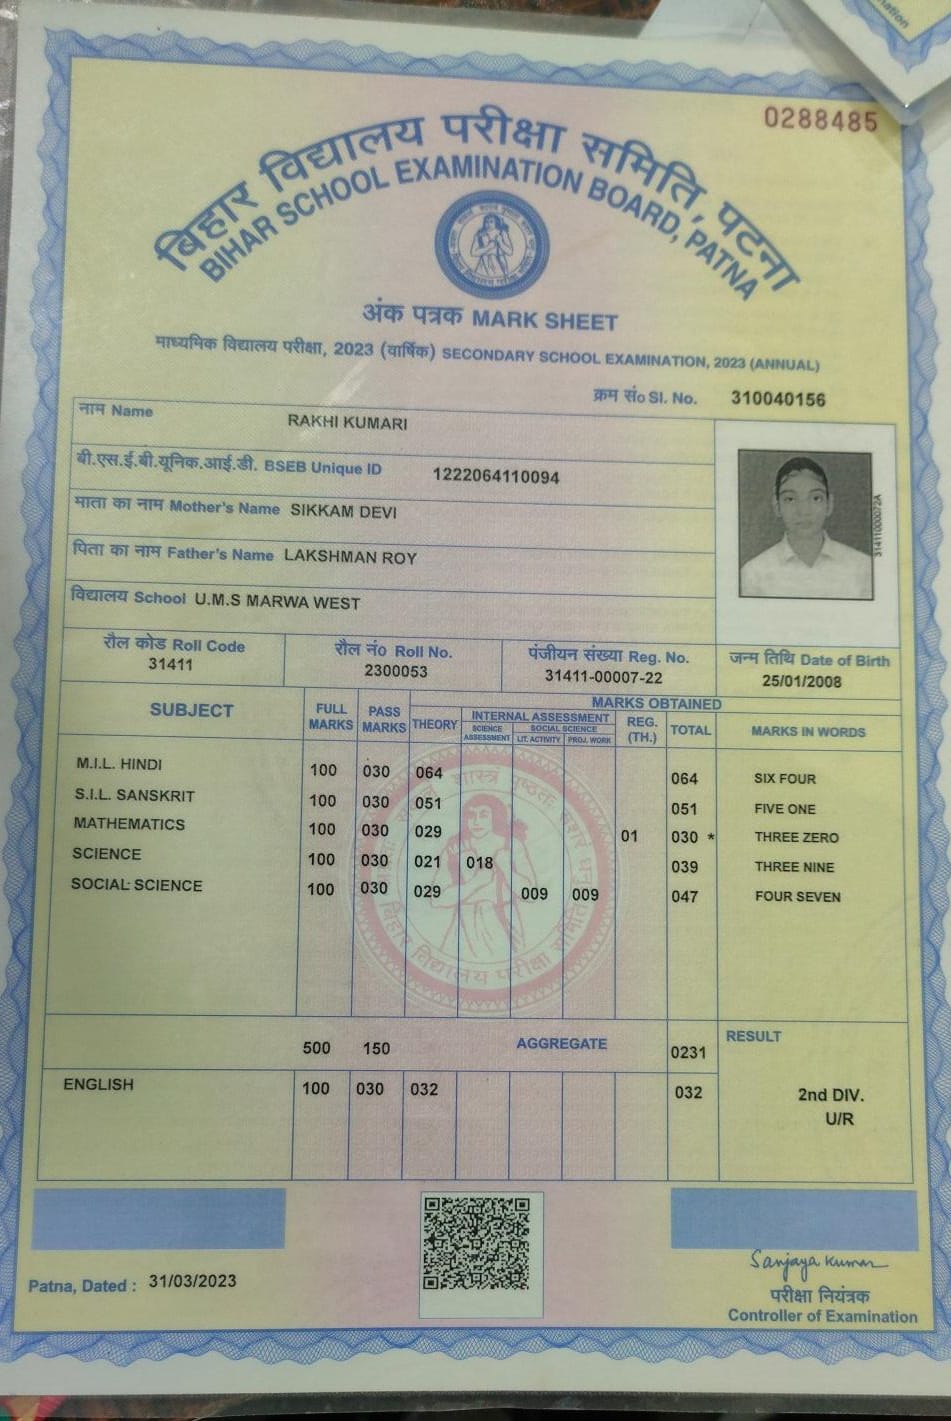 0288485
बिहार विद्यालय परीक्षा समिति, पटना
BIHAR SCHOOL EXAMINATION BOARD, PATNA
अंक पत्रक MARK SHEET
माध्यमिक विद्यालय परीक्षा, 2023 (वार्षिक) SECONDARY SCHOOL EXAMINATION, 2023 (ANNUAL)
क्रम सं० Sl. No. 310040156
नाम Name RAKHI KUMARI
बी.एस.ई.बी.यूनिक.आई.डी. BSEB Unique ID 1222064110094
माता का नाम Mother's Name SIKKAM DEVI
पिता का नाम Father's Name LAKSHMAN ROY
विद्यालय School U.M.S MARWA WEST
31411000072A
रौल कोड Roll Code रौल नं० Roll No. पंजीयन संख्या Reg. No. जन्म तिथि Date of Birth
31411 2300053 31411-00007-22 25/01/2008
SUBJECT FULL MARKS PASS MARKS MARKS OBTAINED
THEORY INTERNAL ASSESSMENT REG. (TH.) TOTAL MARKS IN WORDS
SCIENCE ASSESSMENT SOCIAL SCIENCE
LIT. ACTIVITY PROJ. WORK
M.I.L. HINDI 100 030 064 064 SIX FOUR
S.I.L. SANSKRIT 100 030 051 051 FIVE ONE
MATHEMATICS 100 030 029 01 030 * THREE ZERO
SCIENCE 100 030 021 018 039 THREE NINE
SOCIAL SCIENCE 100 030 029 009 009 047 FOUR SEVEN
बिहार विद्यालय परीक्षा समिति
500 150 AGGREGATE 0231 RESULT
ENGLISH 100 030 032 032 2nd DIV.
U/R
Patna, Dated : 31/03/2023
Sanjaya Kumar
परीक्षा नियंत्रक
Controller of Examination